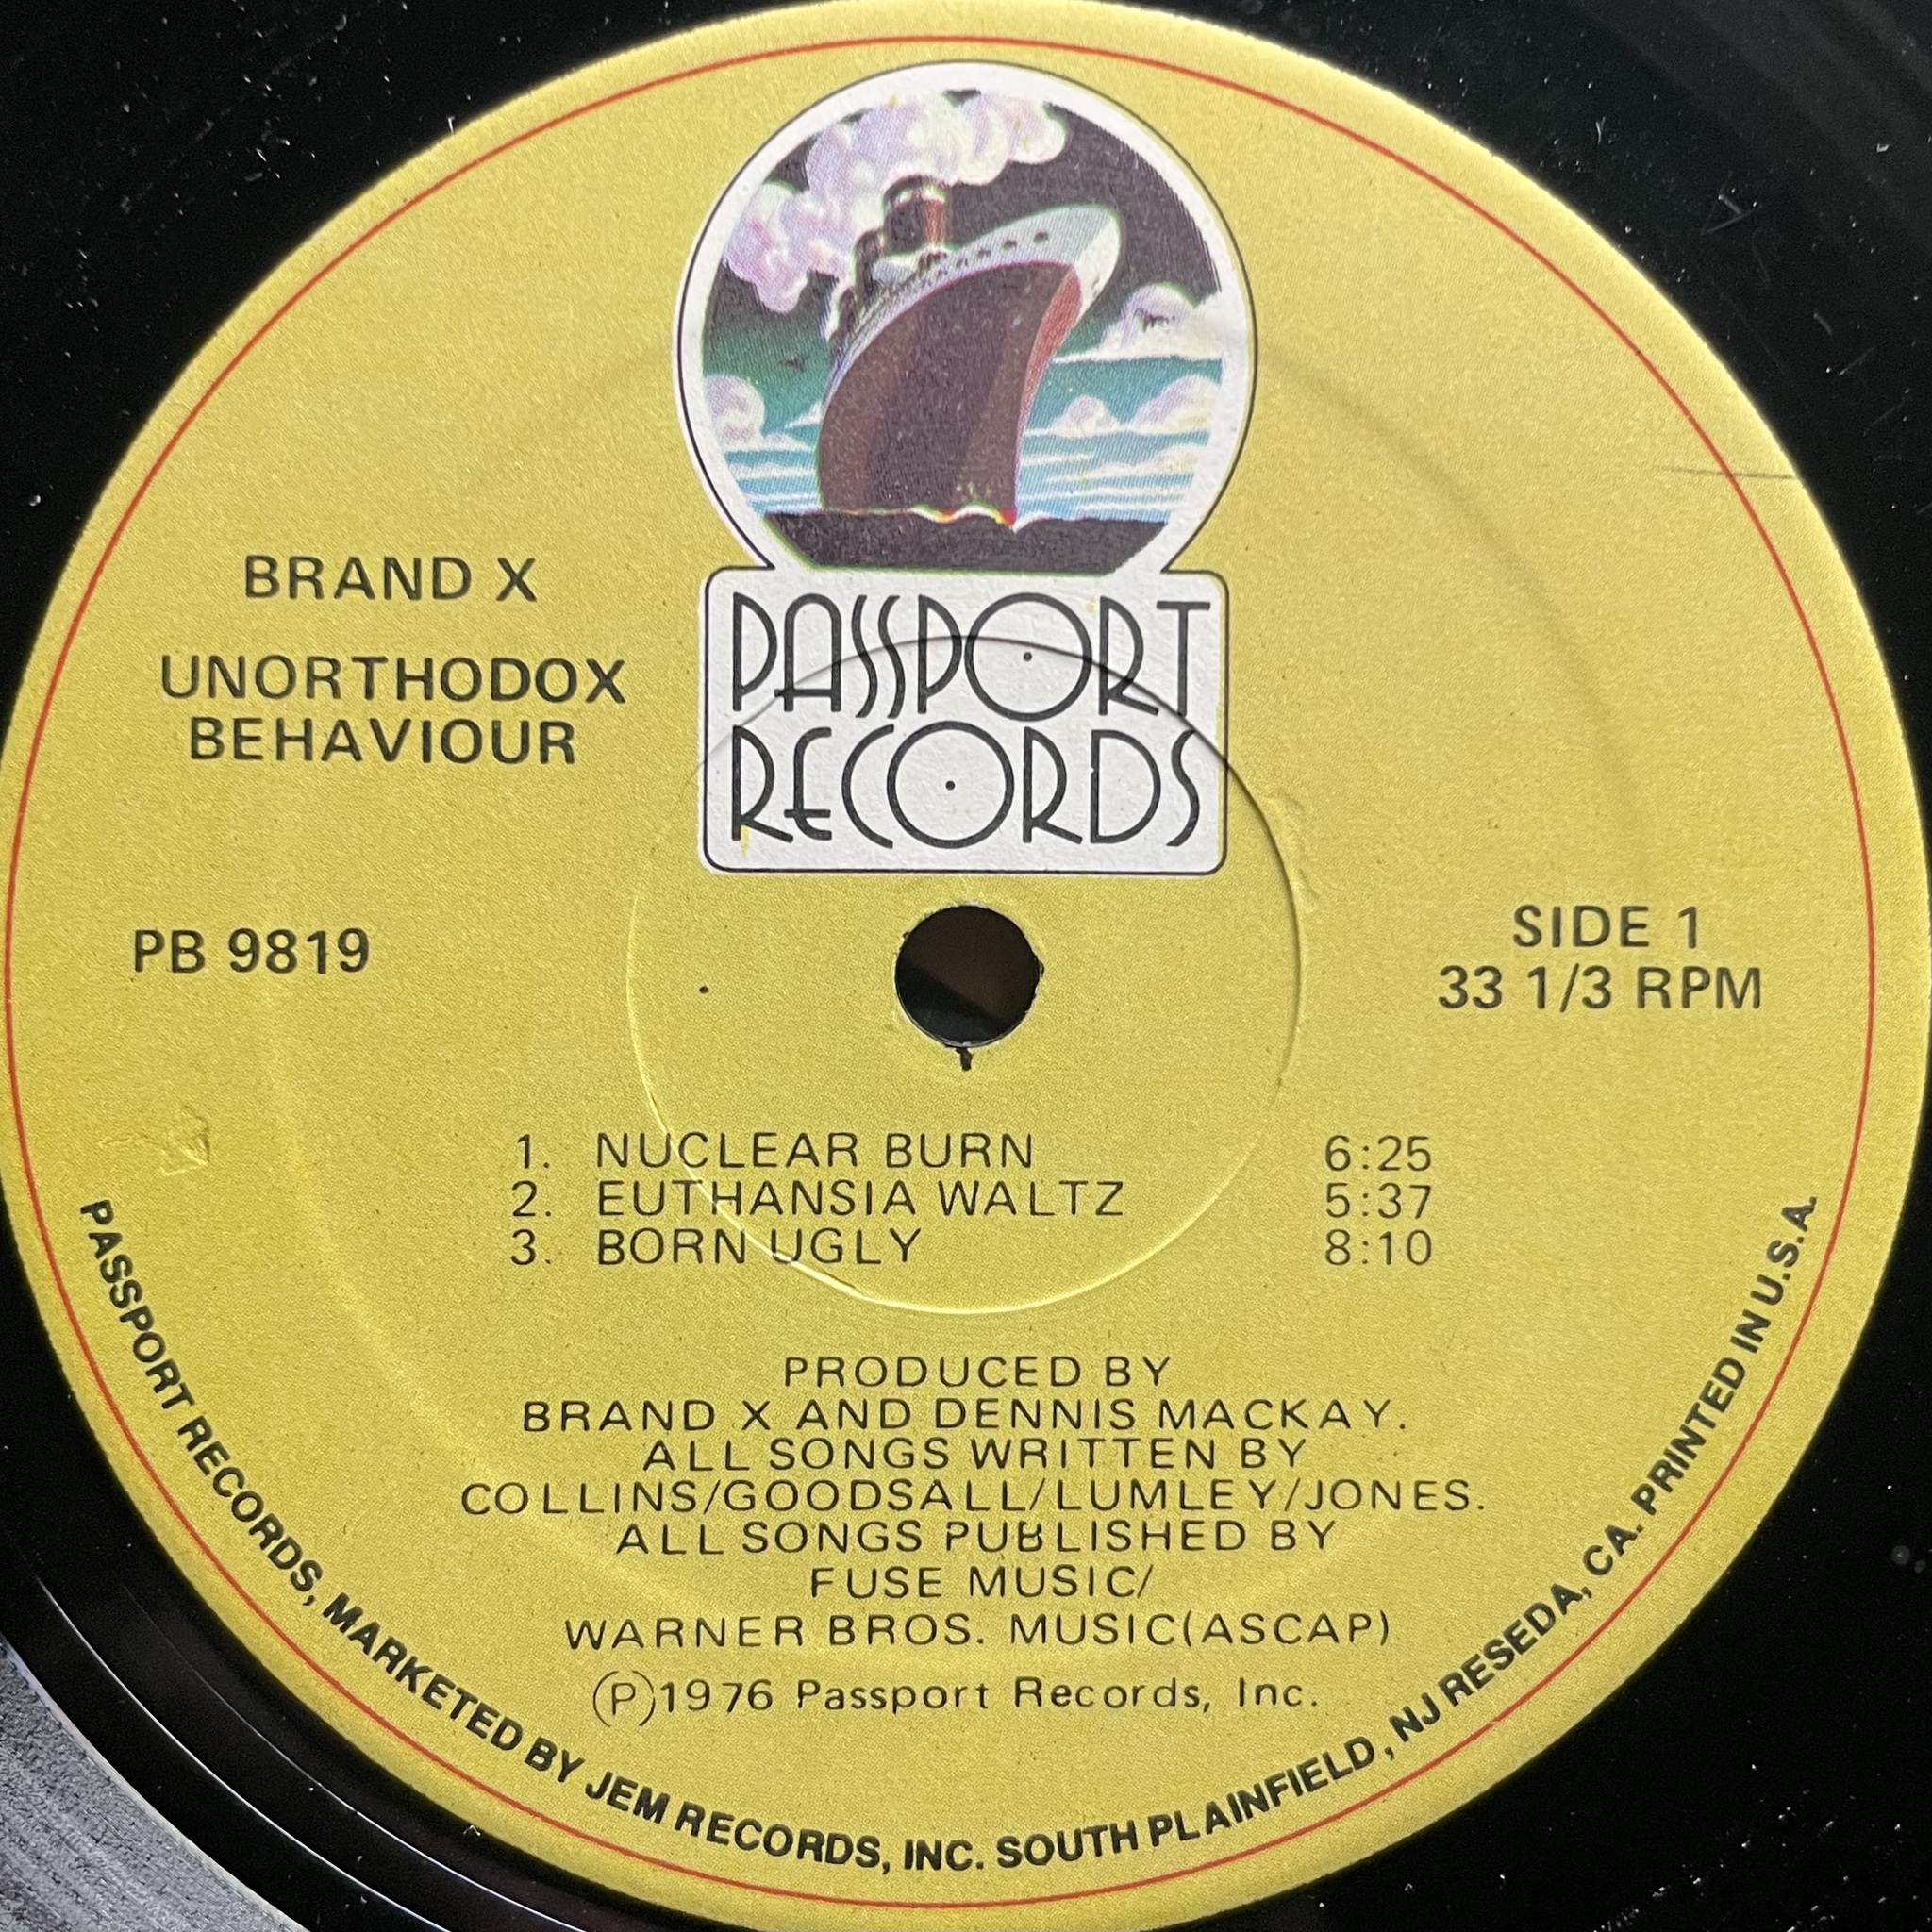 PASSPORT
RECORDS
BRAND X
UNORTHODOX
BEHAVIOUR
PB 9819
SIDE 1
33 1/3 RPM
1. NUCLEAR BURN 6:25
2. EUTHANSIA WALTZ 5:37
3. BORN UGLY 8:10
PRODUCED BY
BRAND X AND DENNIS MACKAY.
ALL SONGS WRITTEN BY
COLLINS/GOODSALL/LUMLEY/JONES.
ALL SONGS PUBLISHED BY
FUSE MUSIC/
WARNER BROS. MUSIC(ASCAP)
Ⓟ1976 Passport Records, Inc.
PASSPORT RECORDS, MARKETED BY JEM RECORDS, INC. SOUTH PLAINFIELD, NJ RESEDA, CA. PRINTED IN U.S.A.